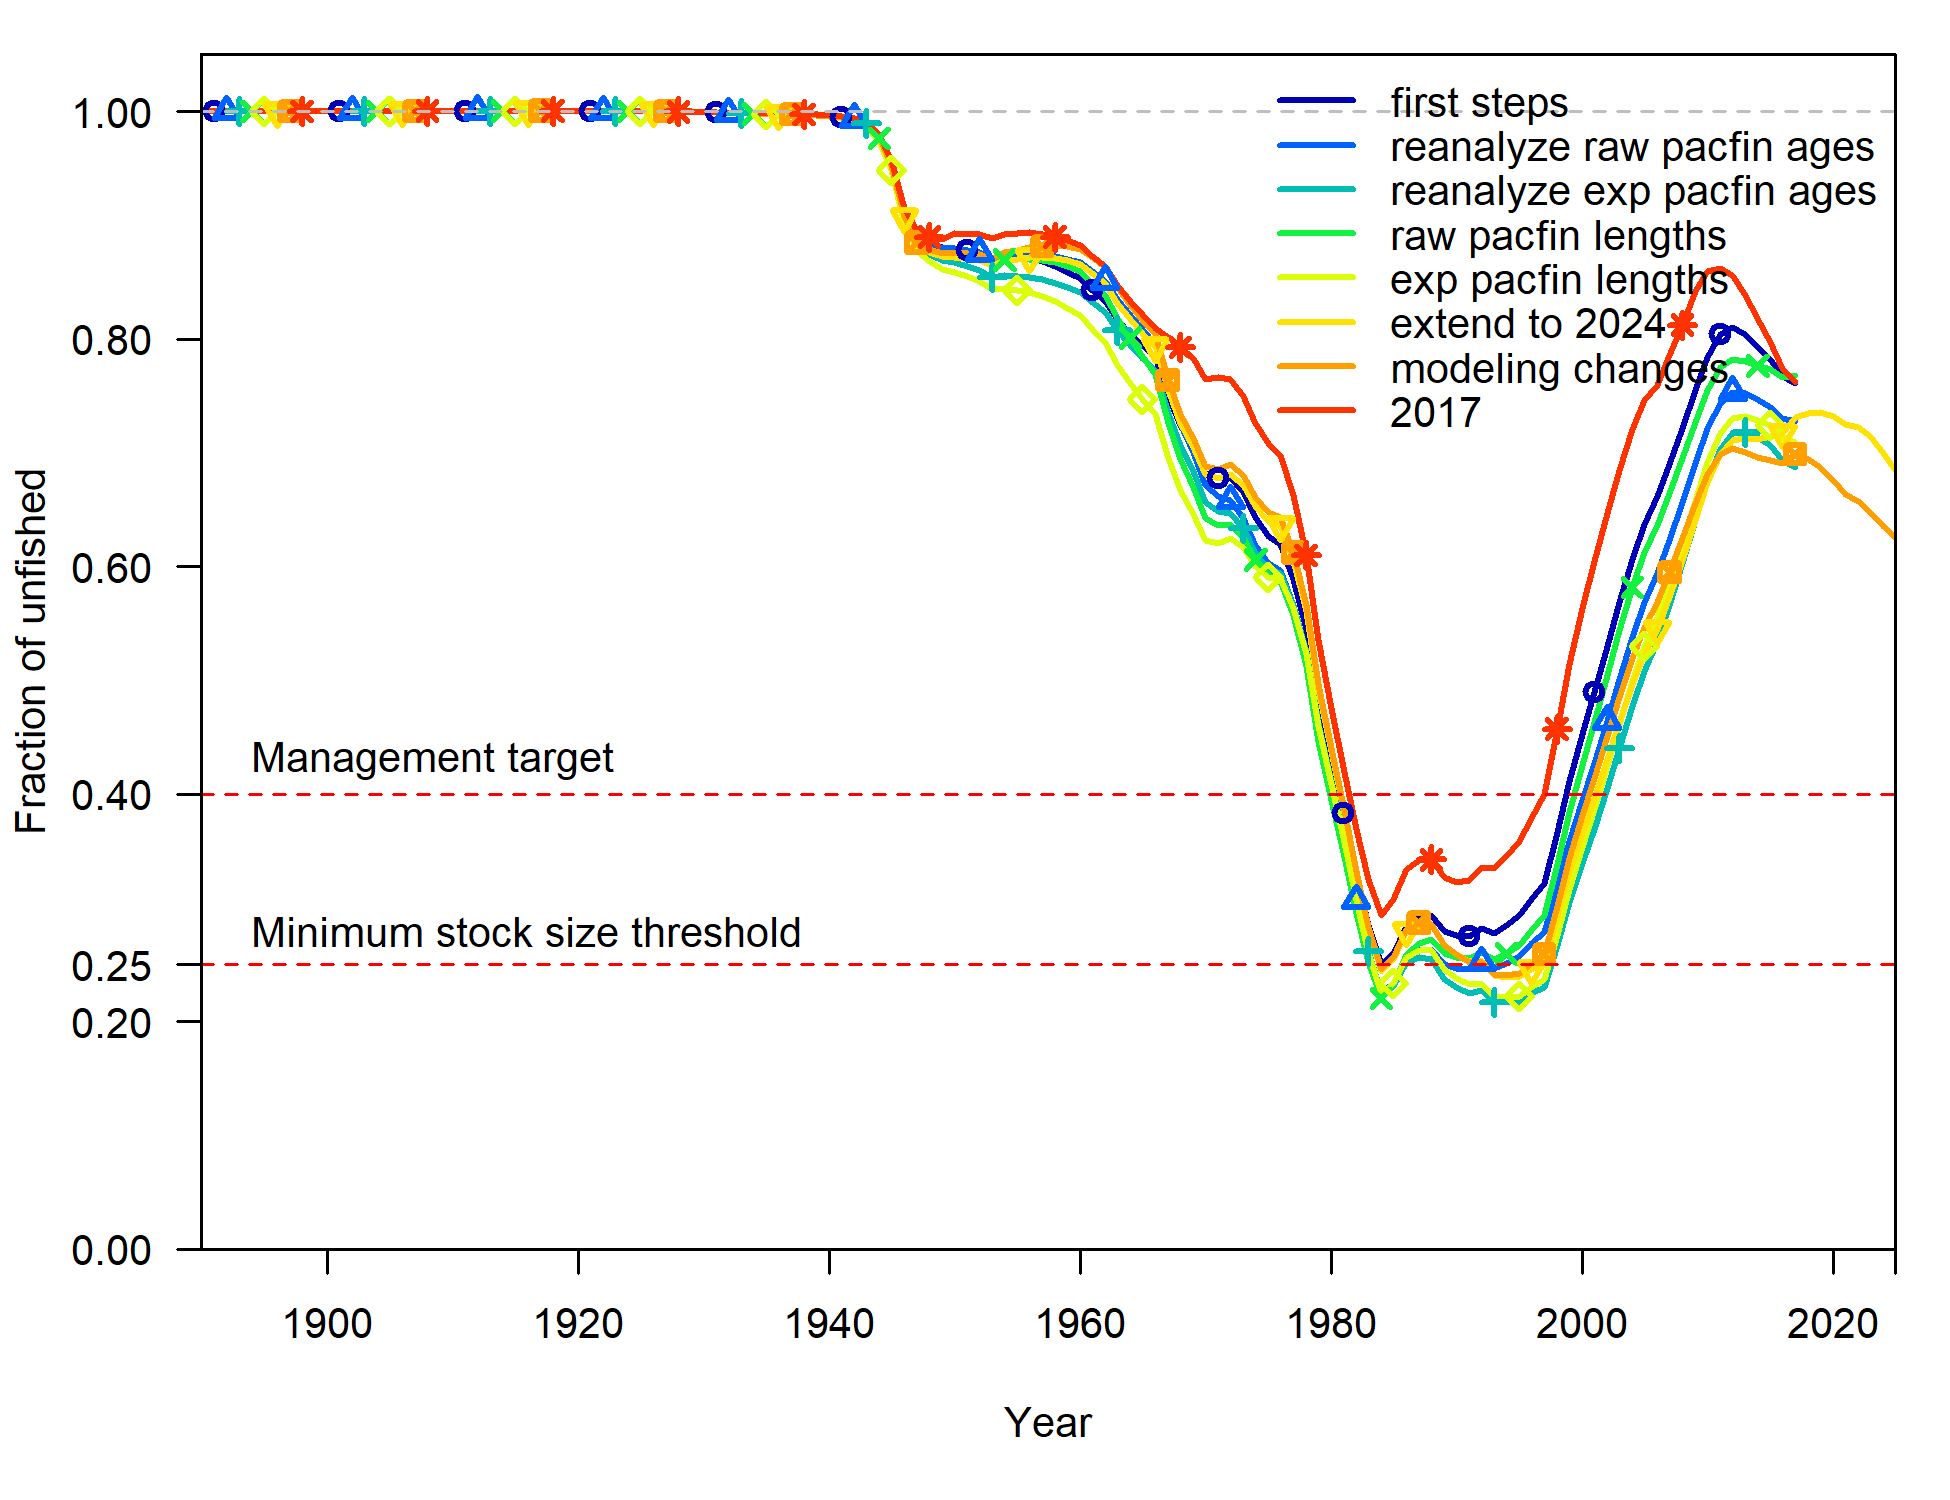 1.00
0.80
0.60
0.40
0.25
0.20
0.00
Fraction of unfished
first steps
reanalyze raw pacfin ages
reanalyze exp pacfin ages
raw pacfin lengths
exp pacfin lengths
extend to 2024
modeling changes
2017
Management target
Minimum stock size threshold
1900
1920
1940
1960
1980
2000
2020
Year